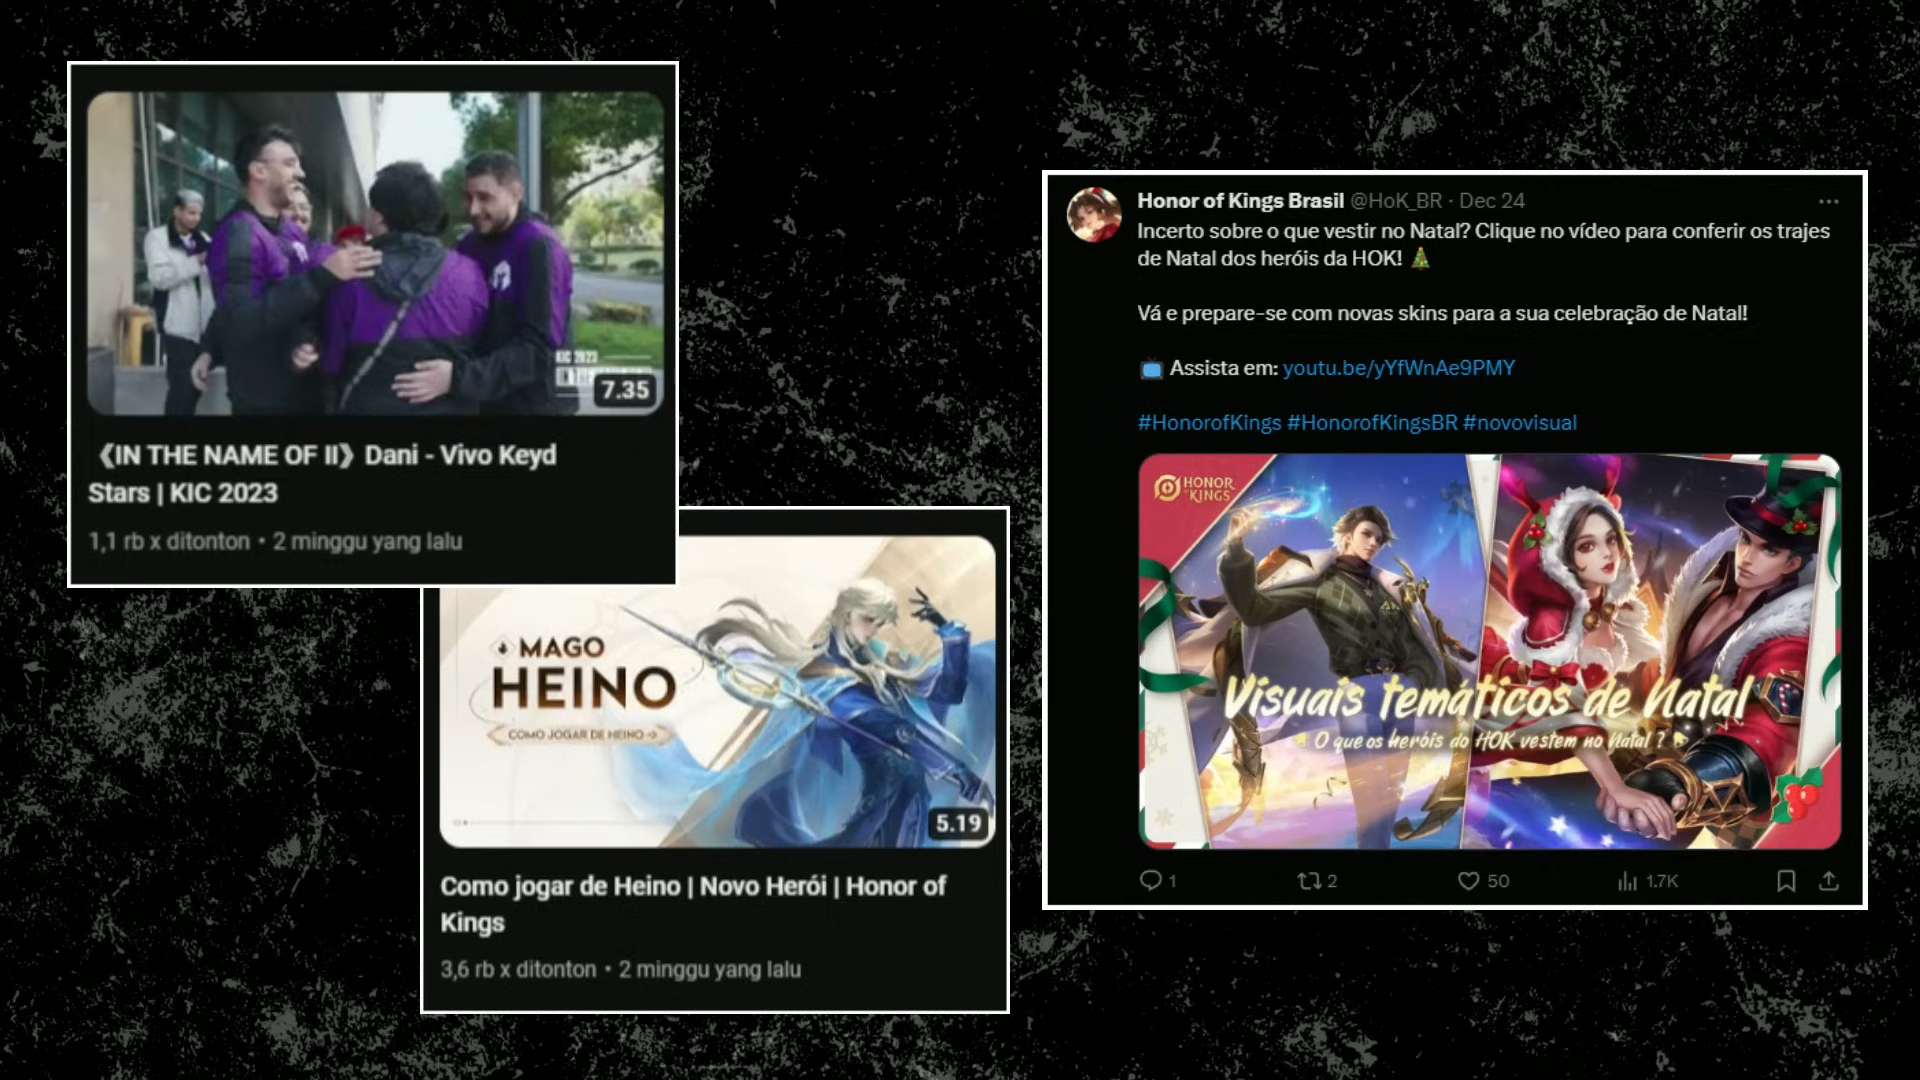 KIC 2023
7.35
《IN THE NAME OF II》 Dani - Vivo Keyd
Stars | KIC 2023
1,1 rb x ditonton • 2 minggu yang lalu
MAGO
HEINO
COMO JOGAR DE HEINO
5.19
Como jogar de Heino | Novo Herói | Honor of
Kings
3,6 rb x ditonton • 2 minggu yang lalu
Honor of Kings Brasil @HoK_BR · Dec 24
Incerto sobre o que vestir no Natal? Clique no vídeo para conferir os trajes
de Natal dos heróis da HOK! 🎄
Vá e prepare-se com novas skins para a sua celebração de Natal!
📺 Assista em: youtu.be/yYfWnAe9PMY
#HonorofKings #HonorofKingsBR #novovisual
HONOR
OF KINGS
Visuais temáticos de Natal
O que os heróis do HOK vestem no Natal ?
1
2
50
1.7K